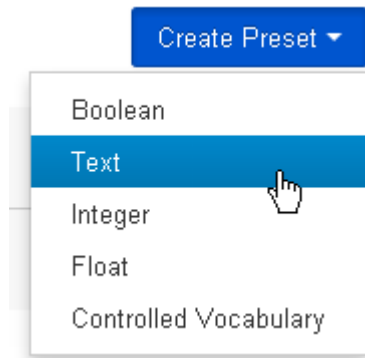 Create Preset
Boolean
Text
Integer
Float
Controlled Vocabulary